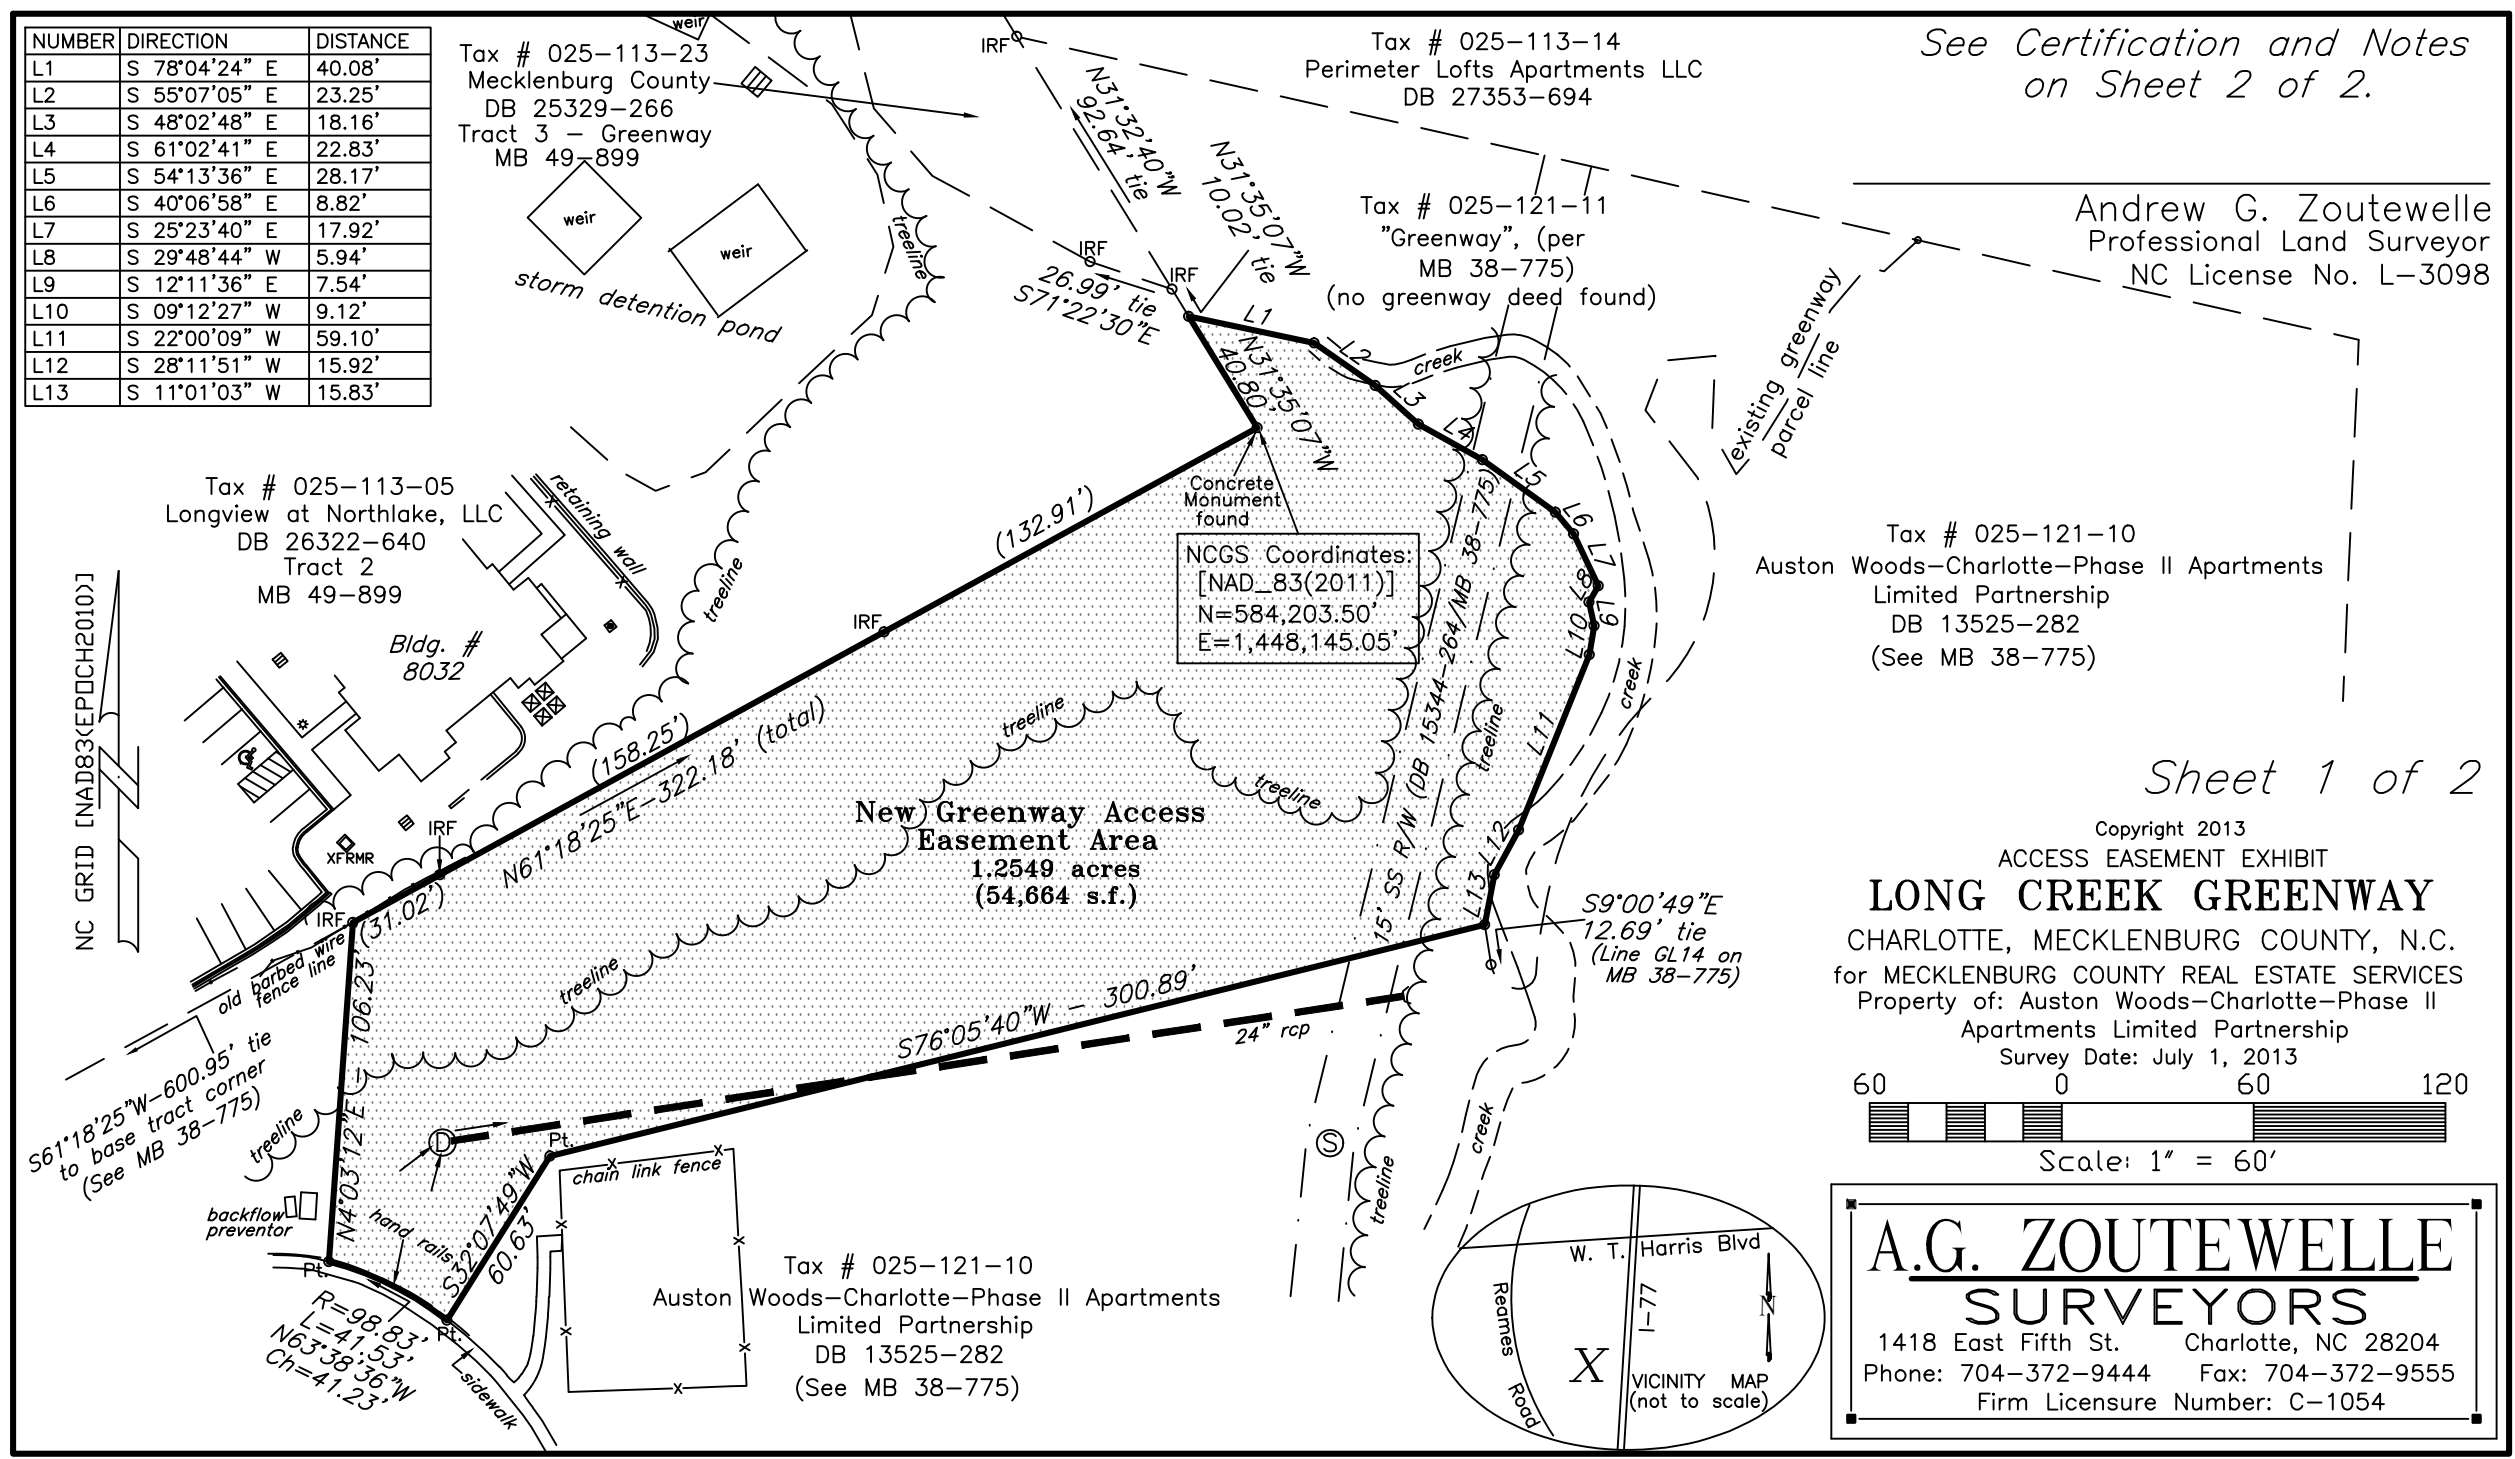 NUMBER DIRECTION DISTANCE
L1 S 78°04'24" E 40.08'
L2 S 55°07'05" E 23.25'
L3 S 48°02'48" E 18.16'
L4 S 61°02'41" E 22.83'
L5 S 54°13'36" E 28.17'
L6 S 40°06'58" E 8.82'
L7 S 25°23'40" E 17.92'
L8 S 29°48'44" W 5.94'
L9 S 12°11'36" E 7.54'
L10 S 09°12'27" W 9.12'
L11 S 22°00'09" W 59.10'
L12 S 28°11'51" W 15.92'
L13 S 11°01'03" W 15.83'
Tax # 025-113-23
Mecklenburg County
DB 25329-266
Tract 3 - Greenway
MB 49-899
weir
weir
weir
storm detention pond
treeline
IRF
N31°32'40"W
92.64' tie
N31°35'07"W
10.02' tie
IRF
IRF
26.99' tie
S71°22'30"E
Tax # 025-113-14
Perimeter Lofts Apartments LLC
DB 27353-694
Tax # 025-121-11
"Greenway", (per
MB 38-775)
(no greenway deed found)
See Certification and Notes
on Sheet 2 of 2.
Andrew G. Zoutewelle
Professional Land Surveyor
NC License No. L-3098
existing greenway
parcel line
L1
L2
L3
L4
L5
L6
L7
L8
L9
L10
L11
L12
L13
creek
creek
creek
N31°35'07"W
40.80'
Concrete
Monument
found
NCGS Coordinates:
[NAD_83(2011)]
N=584,203.50'
E=1,448,145.05'
15' SS R/W (DB 15344-264/MB 38-775)
treeline
Tax # 025-113-05
Longview at Northlake, LLC
DB 26322-640
Tract 2
MB 49-899
retaining wall
treeline
Bldg. #
8032
NC GRID [NAD83<EPOCH2010>]
XFRMR
IRF
IRF
IRF
(132.91')
(158.25')
N61°18'25"E-322.18' (total)
(31.02')
treeline
treeline
treeline
New Greenway Access
Easement Area
1.2549 acres
(54,664 s.f.)
Tax # 025-121-10
Auston Woods-Charlotte-Phase II Apartments
Limited Partnership
DB 13525-282
(See MB 38-775)
S9°00'49"E
12.69' tie
(Line GL14 on
MB 38-775)
old barbed wire
fence line
S61°18'25"W-600.95' tie
to base tract corner
(See MB 38-775)
treeline
N4°03'12"E - 106.23'
S76°05'40"W - 300.89'
24" rcp
D
S
treeline
backflow
preventor
hand rails
Pt.
Pt.
Pt.
S32°07'49"W
60.63'
chain link fence
R=98.83'
L=41.53'
N63°38'36"W
Ch=41.23'
sidewalk
Tax # 025-121-10
Auston Woods-Charlotte-Phase II Apartments
Limited Partnership
DB 13525-282
(See MB 38-775)
W. T. Harris Blvd
Reames Road
I-77
X
N
VICINITY MAP
(not to scale)
Sheet 1 of 2
Copyright 2013
ACCESS EASEMENT EXHIBIT
LONG CREEK GREENWAY
CHARLOTTE, MECKLENBURG COUNTY, N.C.
for MECKLENBURG COUNTY REAL ESTATE SERVICES
Property of: Auston Woods-Charlotte-Phase II
Apartments Limited Partnership
Survey Date: July 1, 2013
60 0 60 120
Scale: 1" = 60'
A.G. ZOUTEWELLE
SURVEYORS
1418 East Fifth St. Charlotte, NC 28204
Phone: 704-372-9444 Fax: 704-372-9555
Firm Licensure Number: C-1054